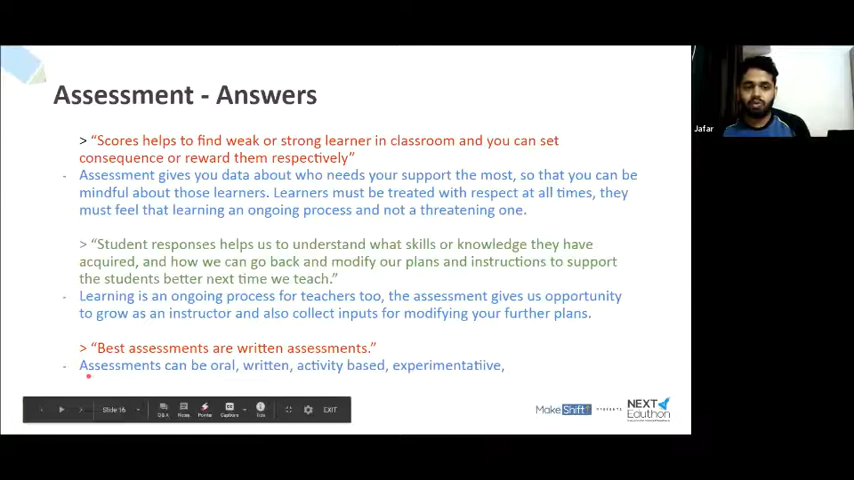 Assessment - Answers
Jafar
> “Scores helps to find weak or strong learner in classroom and you can set
consequence or reward them respectively”
- Assessment gives you data about who needs your support the most, so that you can be
mindful about those learners. Learners must be treated with respect at all times, they
must feel that learning an ongoing process and not a threatening one.
> “Student responses helps us to understand what skills or knowledge they have
acquired, and how we can go back and modify our plans and instructions to support
the students better next time we teach.”
- Learning is an ongoing process for teachers too, the assessment gives us opportunity
to grow as an instructor and also collect inputs for modifying your further plans.
> “Best assessments are written assessments.”
- Assessments can be oral, written, activity based, experimentatiive,
Slide 16
Q&A Notes Pointer Captions Tips EXIT
MakeShift PRESENTS
NEXT
Eduthon